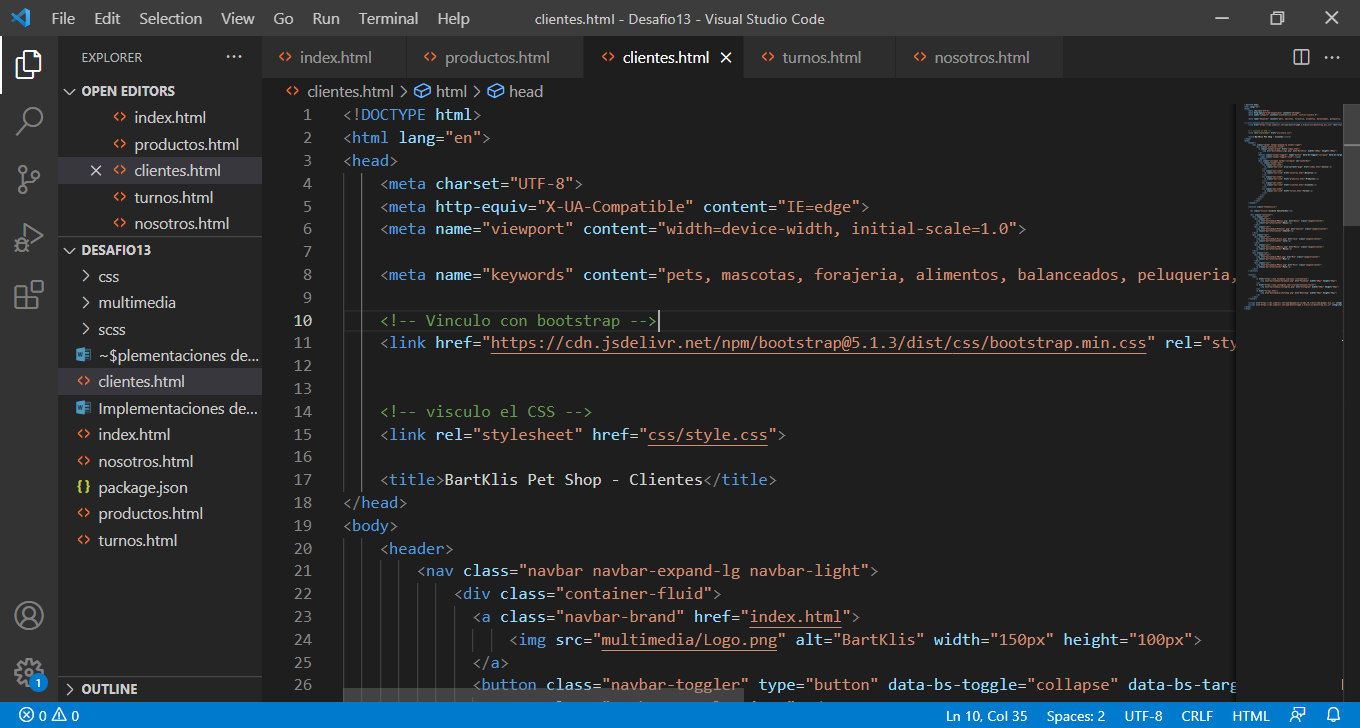 File Edit Selection View Go Run Terminal Help clientes.html - Desafio13 - Visual Studio Code
EXPLORER
index.html productos.html clientes.html turnos.html nosotros.html
OPEN EDITORS
index.html
productos.html
clientes.html
turnos.html
nosotros.html
DESAFIO13
css
multimedia
scss
~$plementaciones de...
clientes.html
Implementaciones de...
index.html
nosotros.html
package.json
productos.html
turnos.html
OUTLINE
clientes.html > html > head
1 <!DOCTYPE html>
2 <html lang="en">
3 <head>
4 <meta charset="UTF-8">
5 <meta http-equiv="X-UA-Compatible" content="IE=edge">
6 <meta name="viewport" content="width=device-width, initial-scale=1.0">
7
8 <meta name="keywords" content="pets, mascotas, forajeria, alimentos, balanceados, peluqueria,
9
10 <!-- Vinculo con bootstrap -->
11 <link href="https://cdn.jsdelivr.net/npm/bootstrap@5.1.3/dist/css/bootstrap.min.css" rel="sty
12
13
14 <!-- visculo el CSS -->
15 <link rel="stylesheet" href="css/style.css">
16
17 <title>BartKlis Pet Shop - Clientes</title>
18 </head>
19 <body>
20 <header>
21 <nav class="navbar navbar-expand-lg navbar-light">
22 <div class="container-fluid">
23 <a class="navbar-brand" href="index.html">
24 <img src="multimedia/Logo.png" alt="BartKlis" width="150px" height="100px">
25 </a>
26 <button class="navbar-toggler" type="button" data-bs-toggle="collapse" data-bs-targ
1
0 0 Ln 10, Col 35 Spaces: 2 UTF-8 CRLF HTML